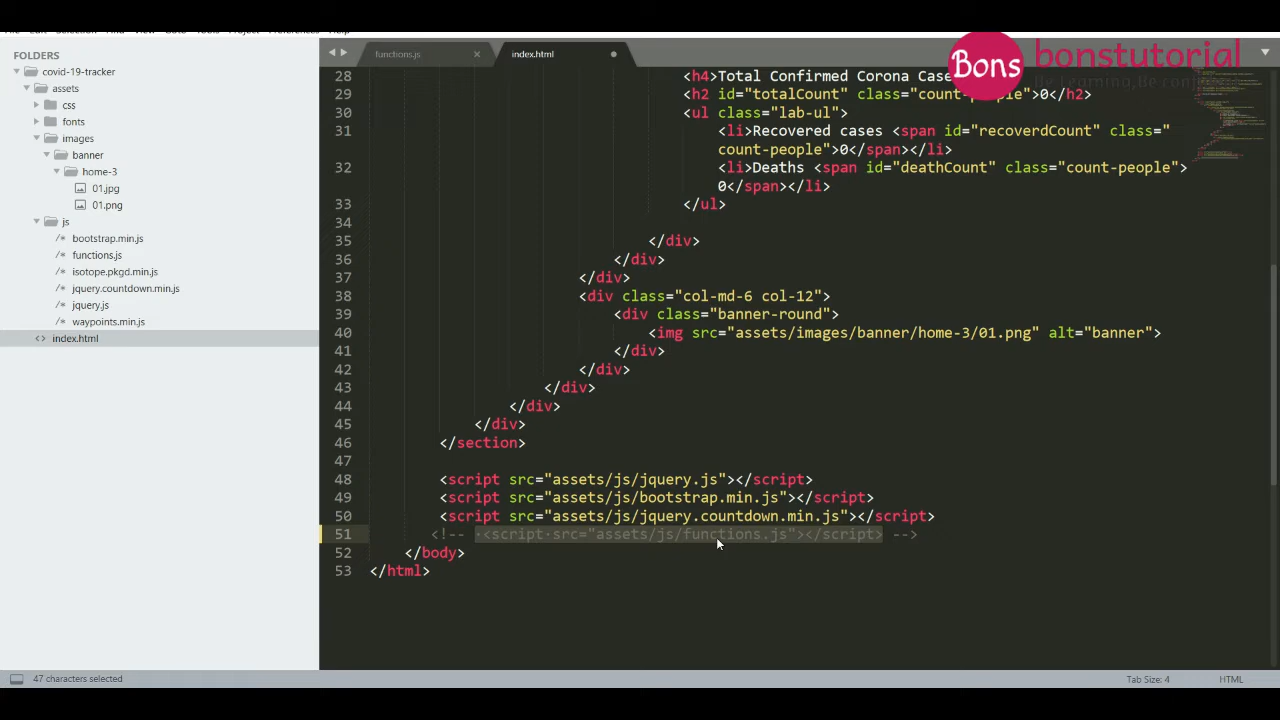 FOLDERS
covid-19-tracker
assets
css
fonts
images
banner
home-3
01.jpg
01.png
js
bootstrap.min.js
functions.js
isotope.pkgd.min.js
jquery.countdown.min.js
jquery.js
waypoints.min.js
index.html
functions.js
index.html
Bons
bonstutorial
28 <h4>Total Confirmed Corona Case
29 <h2 id="totalCount" class="count-people">0</h2>
30 <ul class="lab-ul">
31 <li>Recovered cases <span id="recoverdCount" class="
count-people">0</span></li>
32 <li>Deaths <span id="deathCount" class="count-people">
0</span></li>
33 </ul>
34
35 </div>
36 </div>
37 </div>
38 <div class="col-md-6 col-12">
39 <div class="banner-round">
40 <img src="assets/images/banner/home-3/01.png" alt="banner">
41 </div>
42 </div>
43 </div>
44 </div>
45 </div>
46 </section>
47
48 <script src="assets/js/jquery.js"></script>
49 <script src="assets/js/bootstrap.min.js"></script>
50 <script src="assets/js/jquery.countdown.min.js"></script>
51 <!-- <script src="assets/js/functions.js"></script> -->
52 </body>
53 </html>
47 characters selected
Tab Size: 4
HTML